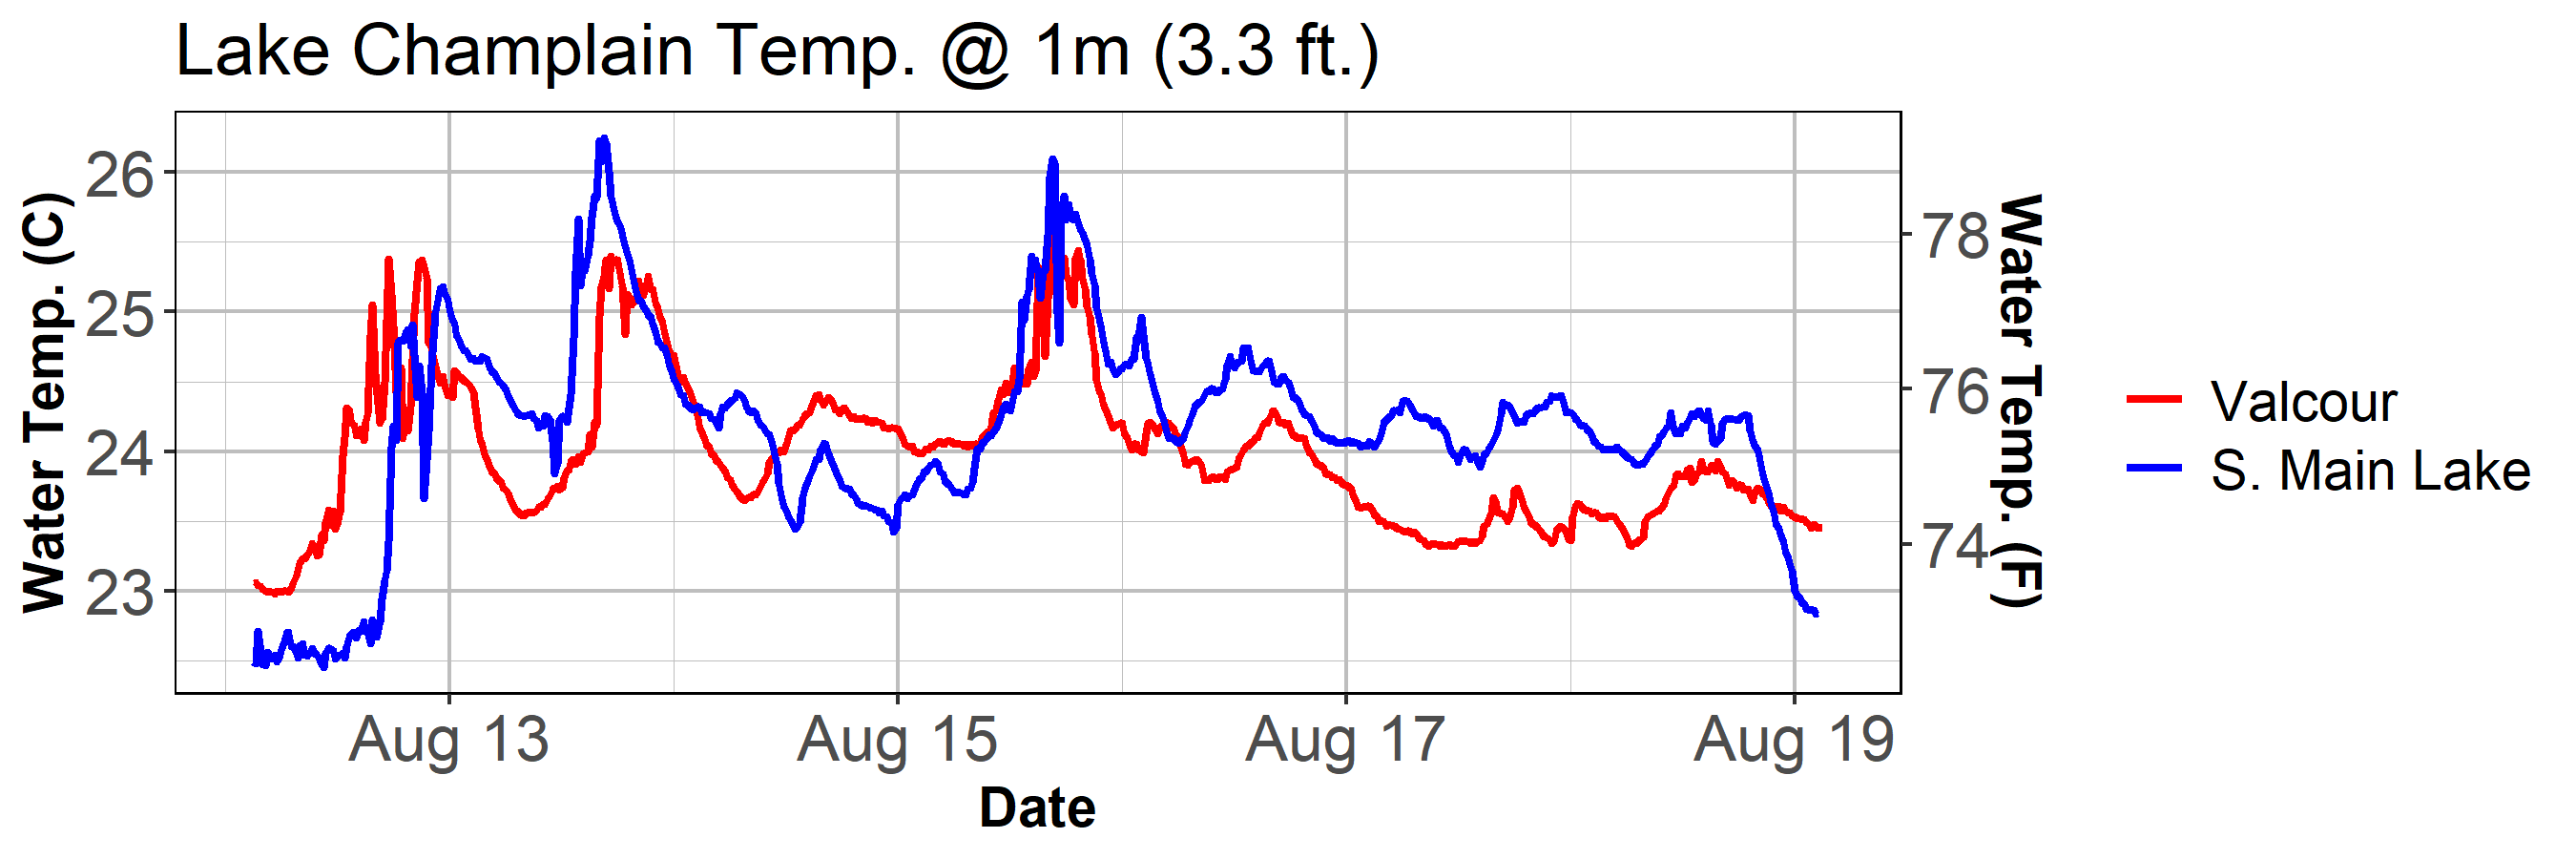 Lake Champlain Temp. @ 1m (3.3 ft.)
Water Temp. (C)
26
25
24
23
78
76
74
Water Temp. (F)
Aug 13
Aug 15
Aug 17
Aug 19
Date
Valcour
S. Main Lake